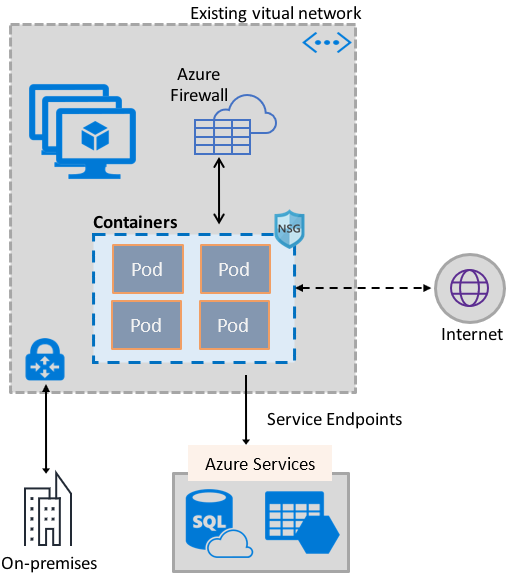 Existing vitual network
Azure
Firewall
Containers
NSG
Pod
Pod
Pod
Pod
Internet
Service Endpoints
Azure Services
SQL
On-premises